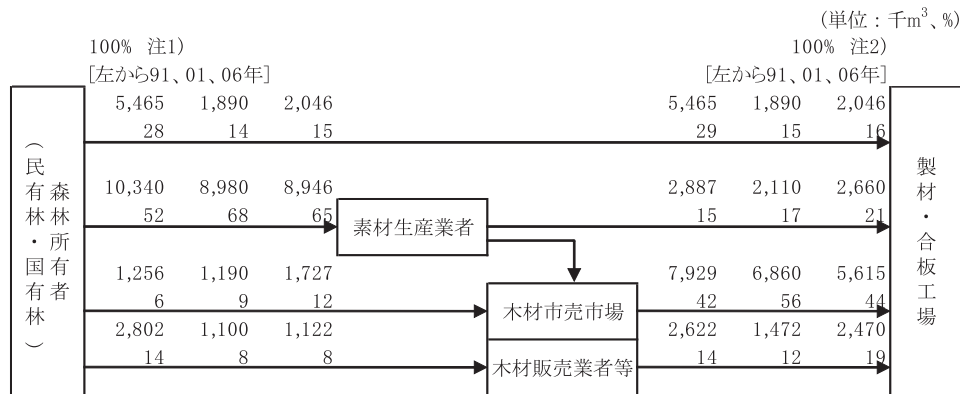 (単位：千m³、%)
100% 注1)
100% 注2)
[左から91、01、06年]
[左から91、01、06年]
5,465 1,890 2,046
28 14 15
5,465 1,890 2,046
29 15 16
森林所有者
（民有林・国有林）
10,340 8,980 8,946
52 68 65
素材生産業者
2,887 2,110 2,660
15 17 21
製材・合板工場
1,256 1,190 1,727
6 9 12
木材市売市場
7,929 6,860 5,615
42 56 44
2,802 1,100 1,122
14 8 8
木材販売業者等
2,622 1,472 2,470
14 12 19